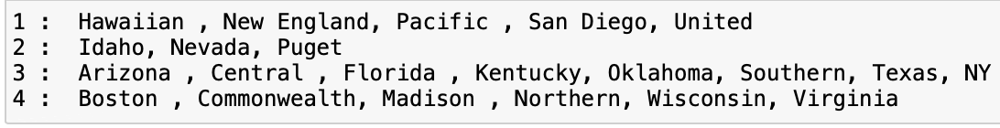 1 :  Hawaiian , New England, Pacific , San Diego, United
2 :  Idaho, Nevada, Puget
3 :  Arizona , Central , Florida , Kentucky, Oklahoma, Southern, Texas, NY
4 :  Boston , Commonwealth, Madison , Northern, Wisconsin, Virginia